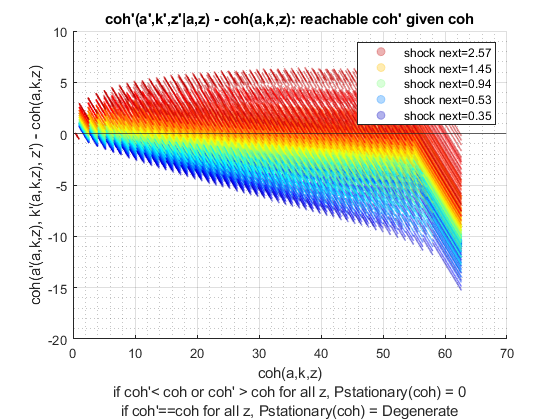 coh'(a',k',z'|a,z) - coh(a,k,z): reachable coh' given coh
10
5
0
-5
-10
-15
-20
coh(a'(a,k,z), k'(a,k,z), z') - coh(a,k,z)
shock next=2.57
shock next=1.45
shock next=0.94
shock next=0.53
shock next=0.35
0 10 20 30 40 50 60 70
coh(a,k,z)
if coh'< coh or coh' > coh for all z, Pstationary(coh) = 0
if coh'==coh for all z, Pstationary(coh) = Degenerate